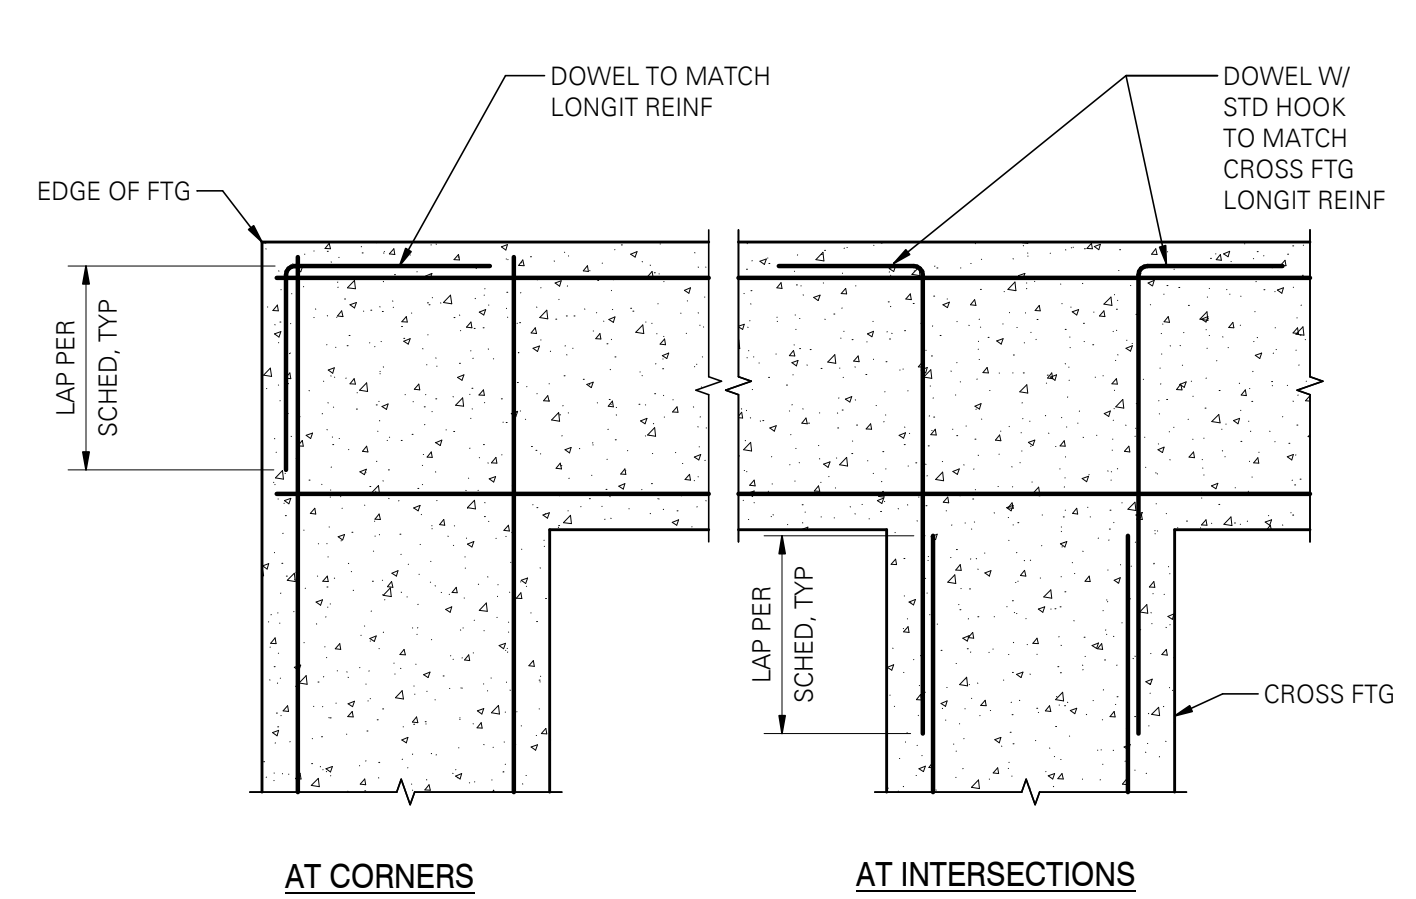 DOWEL TO MATCH
LONGIT REINF
DOWEL W/
STD HOOK
TO MATCH
CROSS FTG
LONGIT REINF
EDGE OF FTG
LAP PER
SCHED, TYP
LAP PER
SCHED, TYP
CROSS FTG
AT CORNERS
AT INTERSECTIONS